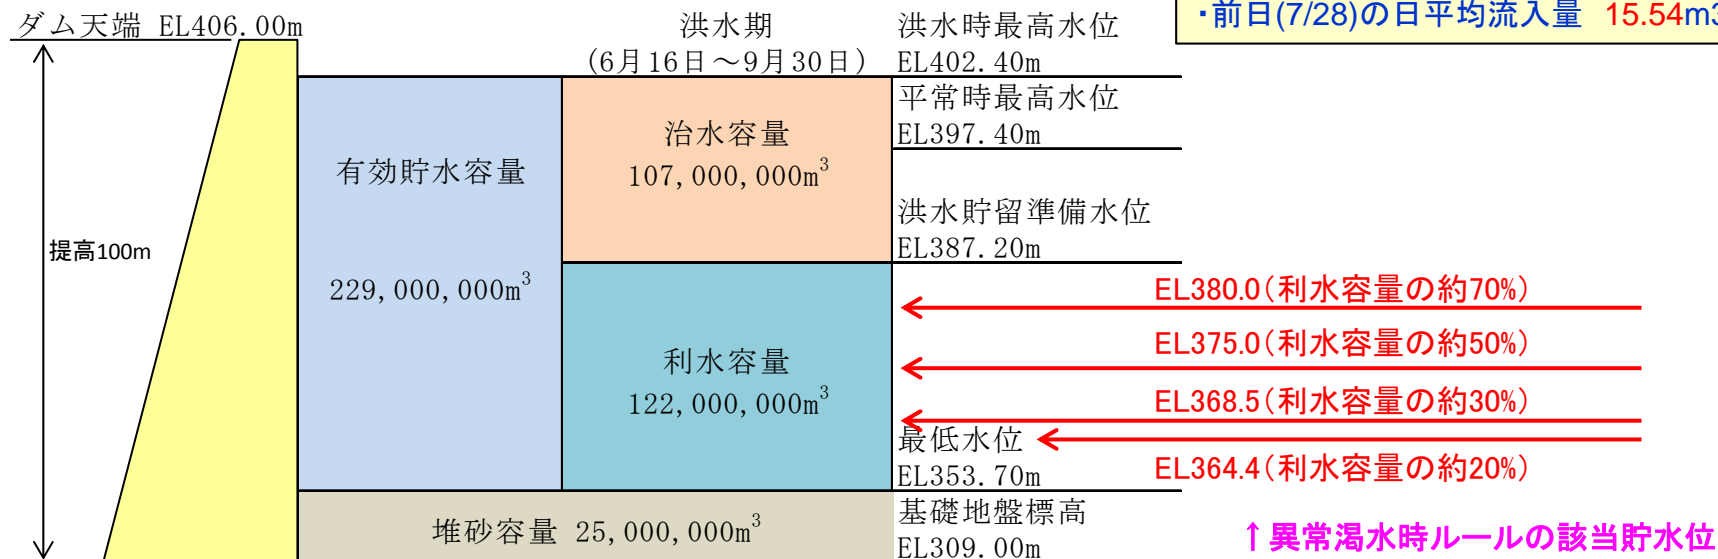 ・前日(7/28)の日平均流入量 15.54m3
ダム天端 EL406.00m
洪水期
(6月16日～9月30日)
洪水時最高水位
EL402.40m
平常時最高水位
EL397.40m
治水容量
107,000,000m³
有効貯水容量
229,000,000m³
洪水貯留準備水位
EL387.20m
提高100m
EL380.0(利水容量の約70%)
EL375.0(利水容量の約50%)
利水容量
122,000,000m³
EL368.5(利水容量の約30%)
最低水位
EL353.70m
EL364.4(利水容量の約20%)
堆砂容量 25,000,000m³
基礎地盤標高
EL309.00m
↑異常渇水時ルールの該当貯水位